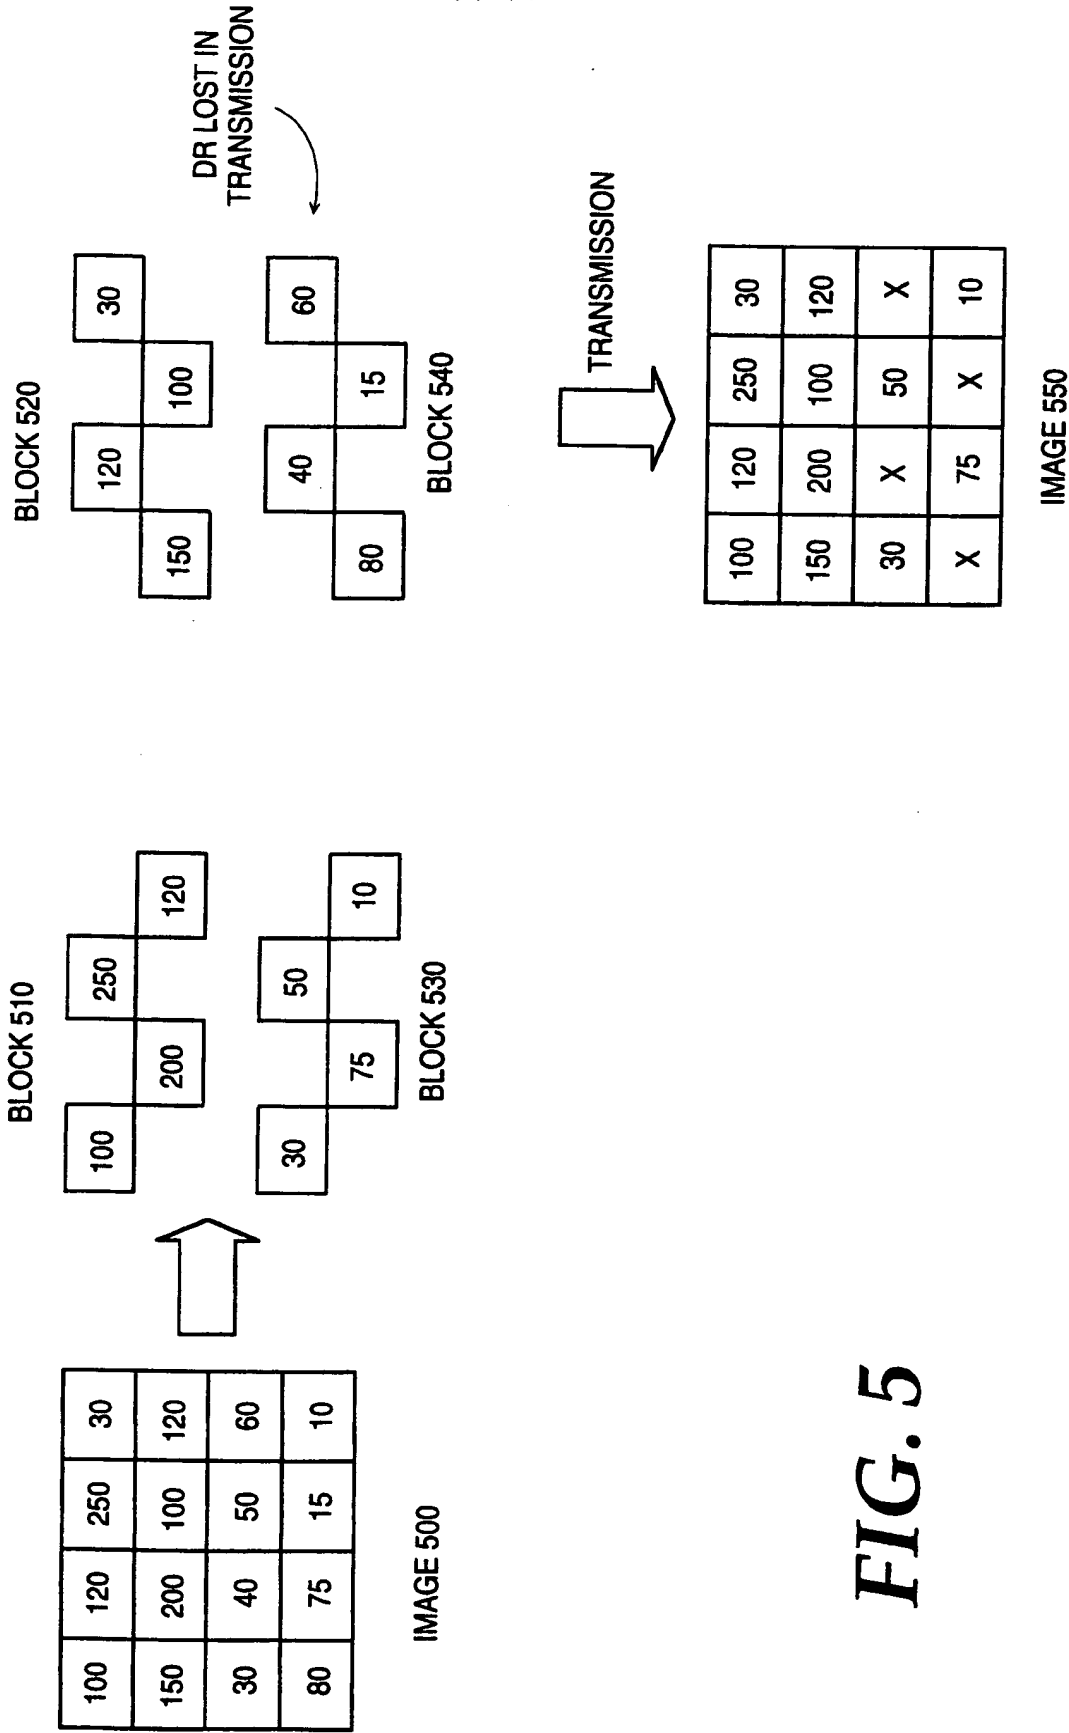 100 120 250 30
150 200 100 120
30 40 50 60
80 75 15 10
IMAGE 500
BLOCK 510
100 250
200 120
30 50
75 10
BLOCK 530
BLOCK 520
120 30
150 100
40 60
80 15
BLOCK 540
DR LOST IN
TRANSMISSION
TRANSMISSION
100 120 250 30
150 200 100 120
30 X 50 X
X 75 X 10
IMAGE 550
FIG. 5